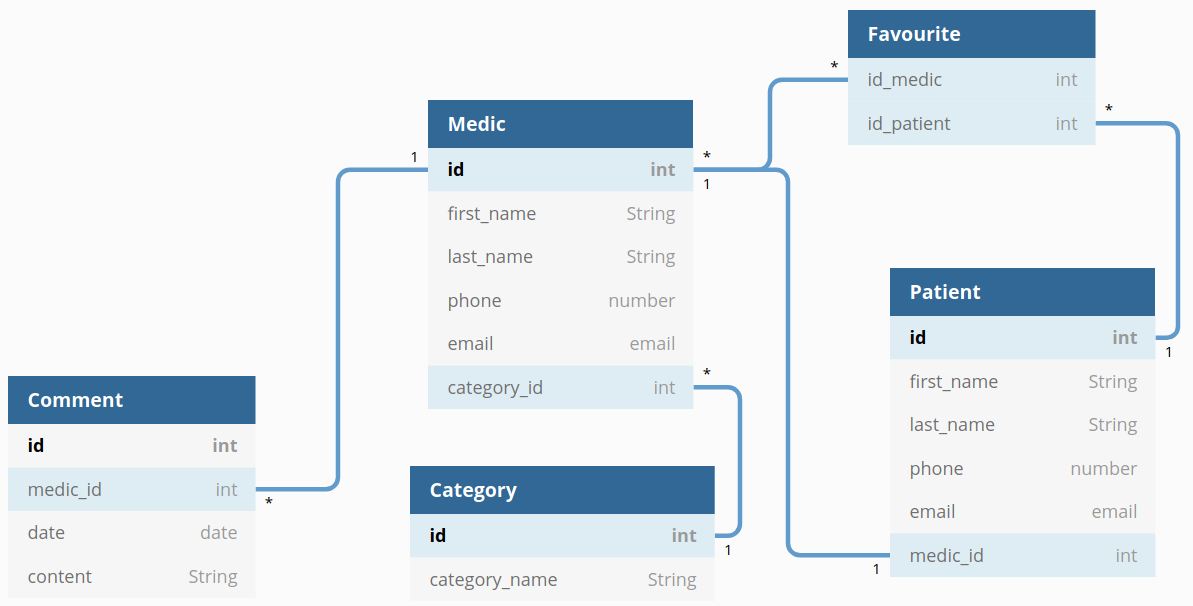 Favourite
* id_medic int
id_patient int *
Medic
1 id int *
1
first_name String
last_name String
phone number
email email
category_id int *
Patient
id int
1
first_name String
last_name String
phone number
email email
medic_id int
1
Comment
id int
medic_id int
*
date date
content String
Category
id int
1
category_name String